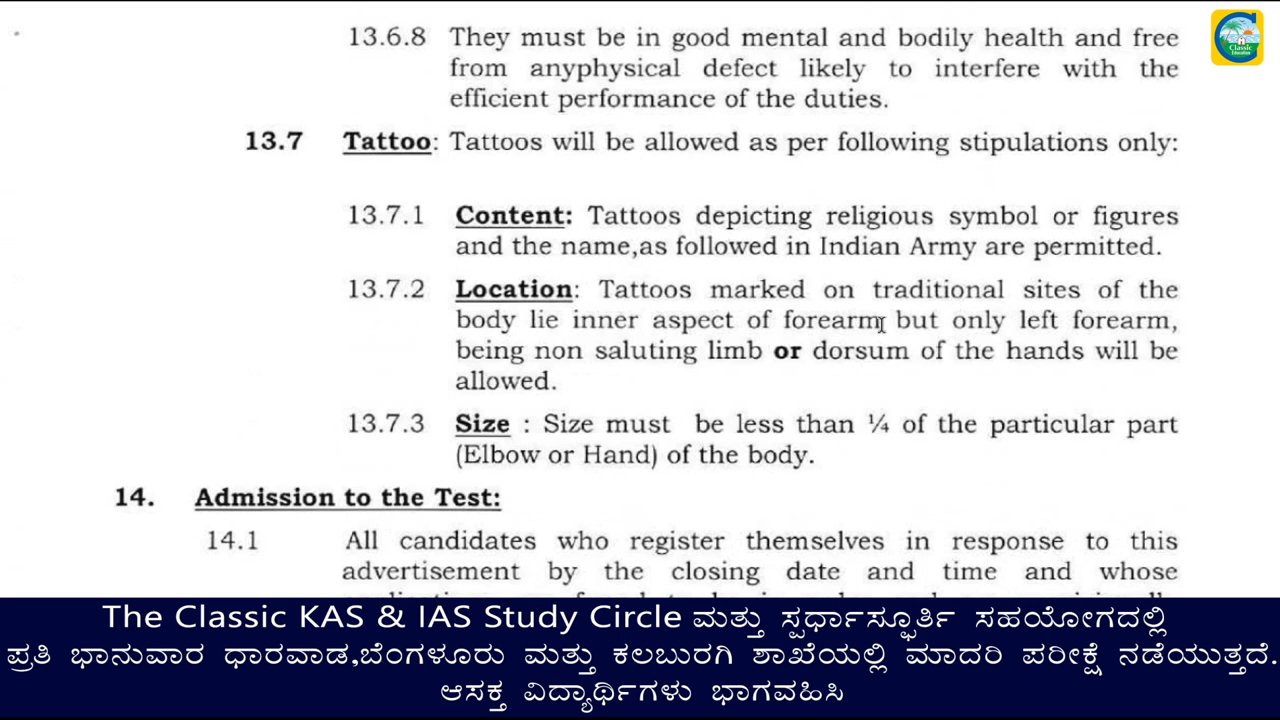 13.6.8 They must be in good mental and bodily health and free
from anyphysical defect likely to interfere with the
efficient performance of the duties.
13.7 Tattoo: Tattoos will be allowed as per following stipulations only:
13.7.1 Content: Tattoos depicting religious symbol or figures
and the name,as followed in Indian Army are permitted.
13.7.2 Location: Tattoos marked on traditional sites of the
body lie inner aspect of forearm, but only left forearm,
being non saluting limb or dorsum of the hands will be
allowed.
13.7.3 Size : Size must be less than ¼ of the particular part
(Elbow or Hand) of the body.
14. Admission to the Test:
14.1 All candidates who register themselves in response to this
advertisement by the closing date and time and whose
Classic
Education
The Classic KAS & IAS Study Circle ಮತ್ತು ಸ್ಪರ್ಧಾಸ್ಫೂರ್ತಿ ಸಹಯೋಗದಲ್ಲಿ
ಪ್ರತಿ ಭಾನುವಾರ ಧಾರವಾಡ,ಬೆಂಗಳೂರು ಮತ್ತು ಕಲಬುರಗಿ ಶಾಖೆಯಲ್ಲಿ ಮಾದರಿ ಪರೀಕ್ಷೆ ನಡೆಯುತ್ತದೆ.
ಆಸಕ್ತ ವಿದ್ಯಾರ್ಥಿಗಳು ಭಾಗವಹಿಸಿ